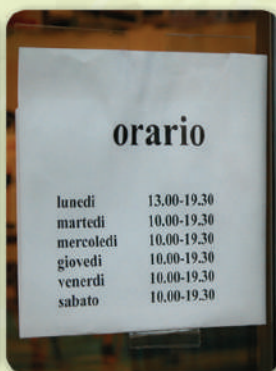 orario
lunedi 13.00-19.30
martedi 10.00-19.30
mercoledi 10.00-19.30
giovedi 10.00-19.30
venerdi 10.00-19.30
sabato 10.00-19.30